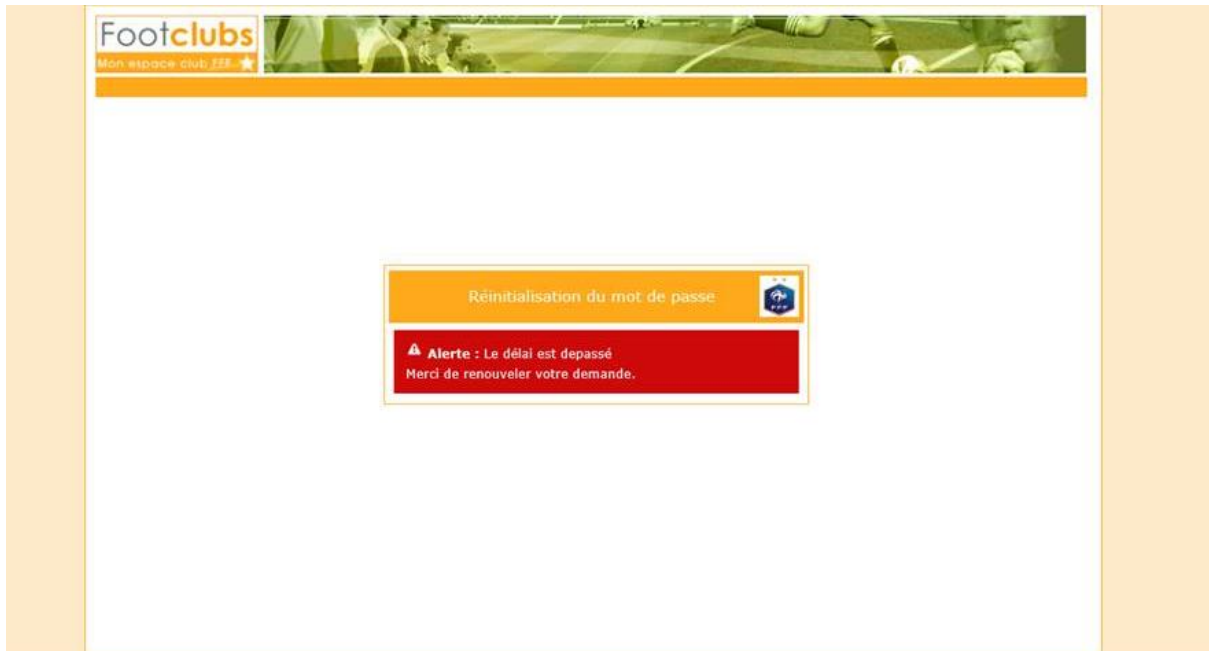 Footclubs
Mon espace club FFF
Réinitialisation du mot de passe
FFF
Alerte : Le délai est depassé
Merci de renouveler votre demande.